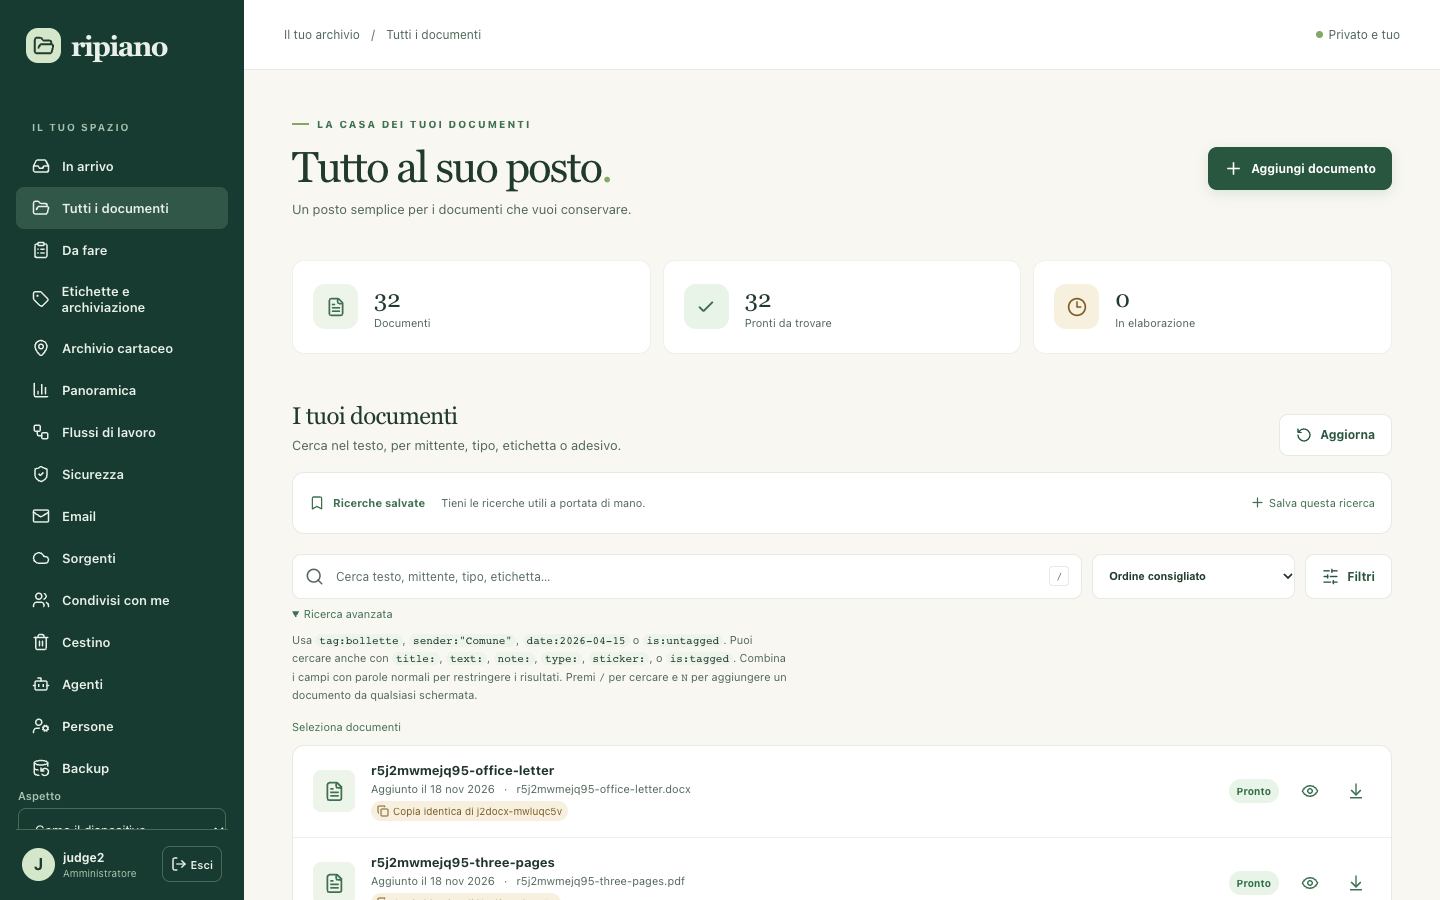 ripiano
IL TUO SPAZIO
In arrivo
Tutti i documenti
Da fare
Etichette e
archiviazione
Archivio cartaceo
Panoramica
Flussi di lavoro
Sicurezza
Email
Sorgenti
Condivisi con me
Cestino
Agenti
Persone
Backup
Aspetto
Come il dispositivo
J
judge2
Amministratore
Esci
Il tuo archivio / Tutti i documenti
Privato e tuo
LA CASA DEI TUOI DOCUMENTI
Tutto al suo posto.
Un posto semplice per i documenti che vuoi conservare.
Aggiungi documento
32
Documenti
32
Pronti da trovare
0
In elaborazione
I tuoi documenti
Cerca nel testo, per mittente, tipo, etichetta o adesivo.
Aggiorna
Ricerche salvate Tieni le ricerche utili a portata di mano.
Salva questa ricerca
Cerca testo, mittente, tipo, etichetta...
/
Ordine consigliato
Filtri
Ricerca avanzata
Usa tag:bollette, sender:"Comune", date:2026-04-15 o is:untagged. Puoi
cercare anche con title:, text:, note:, type:, sticker:, o is:tagged. Combina
i campi con parole normali per restringere i risultati. Premi / per cercare e N per aggiungere un
documento da qualsiasi schermata.
Seleziona documenti
r5j2mwmejq95-office-letter
Aggiunto il 18 nov 2026 · r5j2mwmejq95-office-letter.docx
Copia identica di j2docx-mwluqc5v
Pronto
r5j2mwmejq95-three-pages
Aggiunto il 18 nov 2026 · r5j2mwmejq95-three-pages.pdf
Pronto